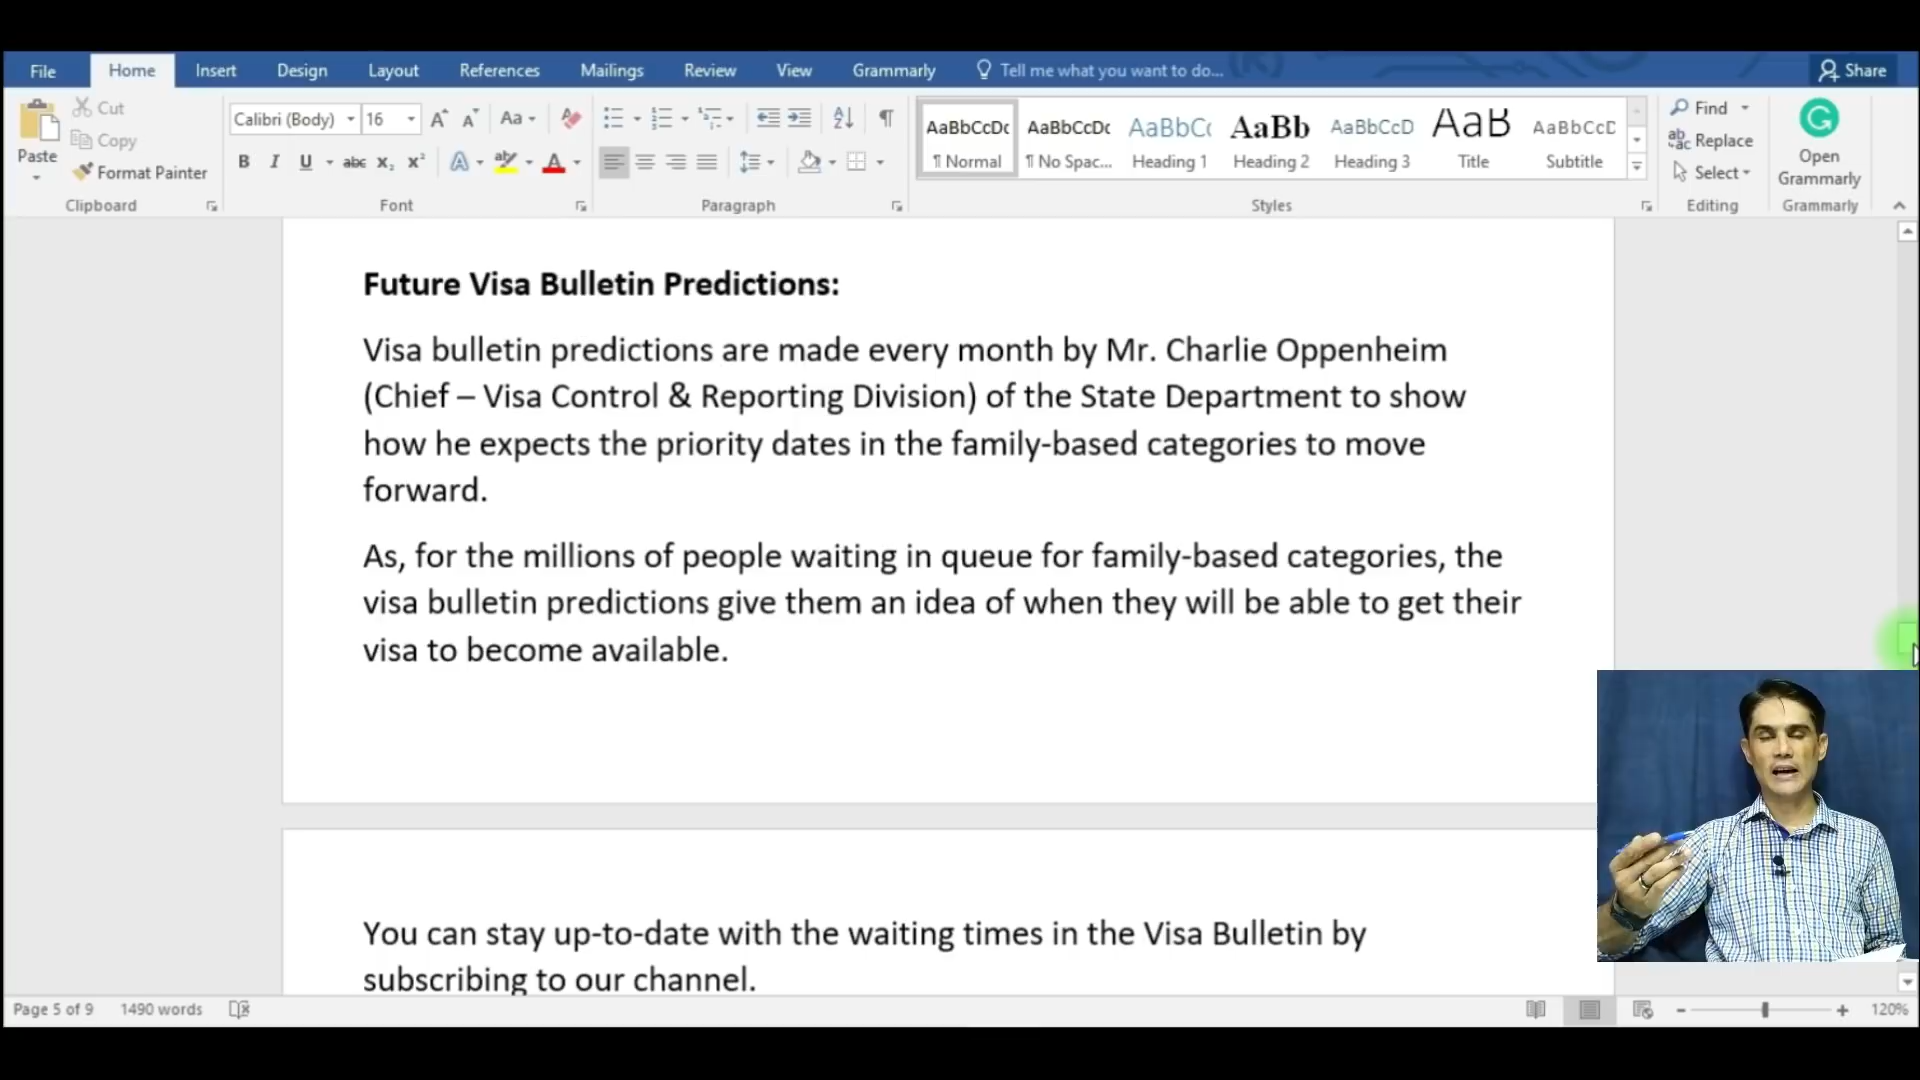 File Home Insert Design Layout References Mailings Review View Grammarly Tell me what you want to do... Share
Paste
Cut
Copy
Format Painter
Clipboard
Calibri (Body) 16 Aa
B I U abc x₂ x² A ab A
Font
Paragraph
AaBbCcDc AaBbCcDc AaBbC AaBb AaBbCcD AaB AaBbCcD
¶ Normal ¶ No Spac... Heading 1 Heading 2 Heading 3 Title Subtitle
Styles
Find
Replace
Select
Editing
Open
Grammarly
Grammarly
Future Visa Bulletin Predictions:
Visa bulletin predictions are made every month by Mr. Charlie Oppenheim
(Chief – Visa Control & Reporting Division) of the State Department to show
how he expects the priority dates in the family-based categories to move
forward.
As, for the millions of people waiting in queue for family-based categories, the
visa bulletin predictions give them an idea of when they will be able to get their
visa to become available.
You can stay up-to-date with the waiting times in the Visa Bulletin by
subscribing to our channel.
Page 5 of 9 1490 words 120%